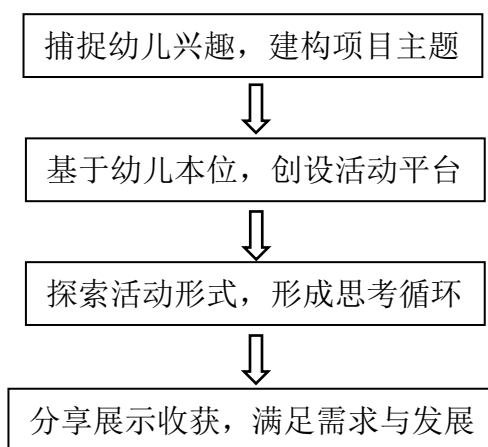 捕捉幼儿兴趣，建构项目主题
基于幼儿本位，创设活动平台
探索活动形式，形成思考循环
分享展示收获，满足需求与发展